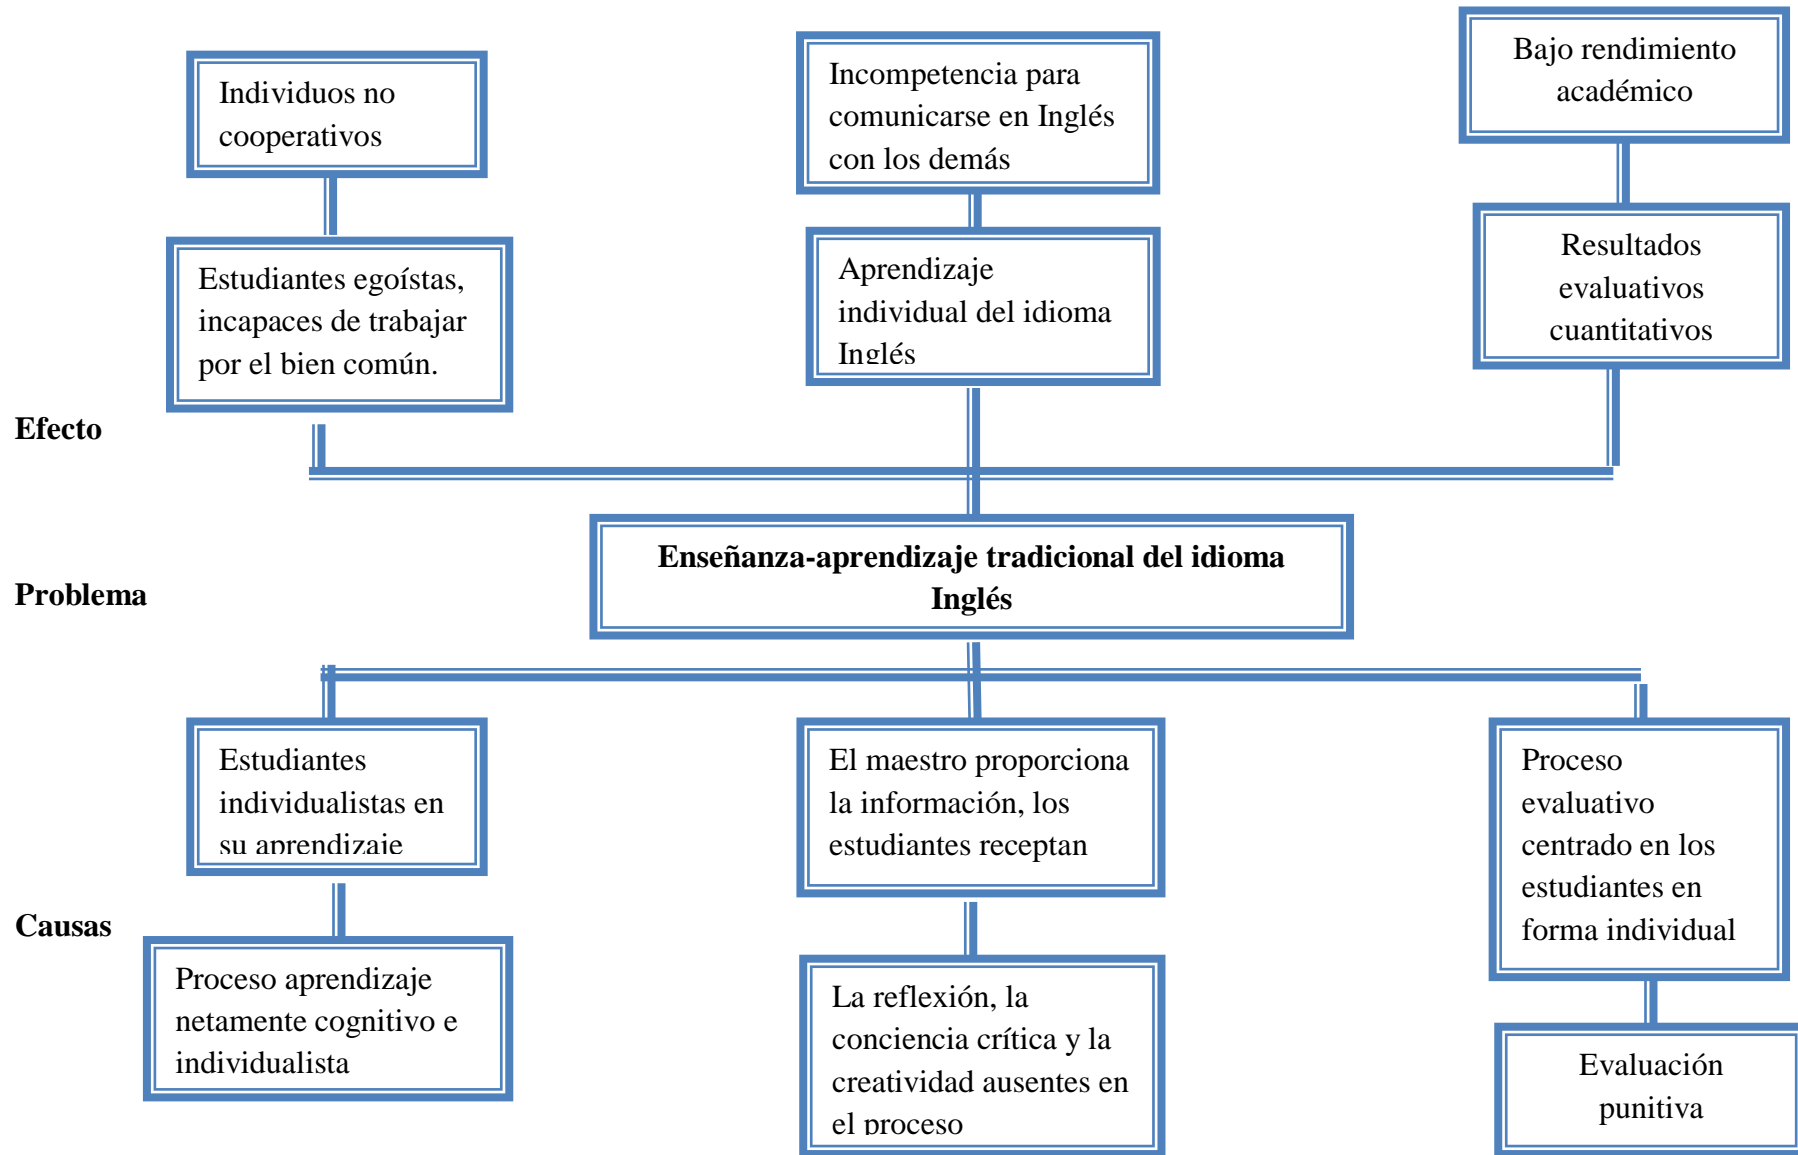 Individuos no
cooperativos
Incompetencia para
comunicarse en Inglés
con los demás
Bajo rendimiento
académico
Estudiantes egoístas,
incapaces de trabajar
por el bien común.
Aprendizaje
individual del idioma
Inglés
Resultados
evaluativos
cuantitativos
Efecto
Enseñanza-aprendizaje tradicional del idioma
Inglés
Problema
Estudiantes
individualistas en
su aprendizaje
El maestro proporciona
la información, los
estudiantes receptan
Proceso
evaluativo
centrado en los
estudiantes en
forma individual
Causas
Proceso aprendizaje
netamente cognitivo e
individualista
La reflexión, la
conciencia crítica y la
creatividad ausentes en
el proceso
Evaluación
punitiva